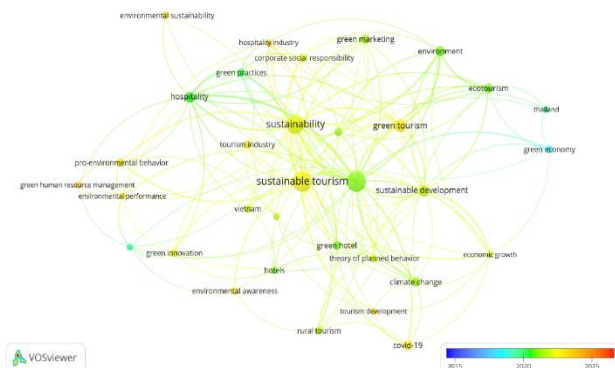 environmental sustainability
green marketing
hospitality industry
environment
corporate social responsibility
green practices
ecotourism
hospitality
thailand
sustainability
green tourism
tourism industry
green economy
pro-environmental behavior
sustainable tourism
green human resource management
sustainable development
environmental performance
vietnam
green hotel
green innovation
theory of planned behavior
economic growth
hotels
climate change
environmental awareness
tourism development
rural tourism
covid-19
VOSviewer
2015 2020 2025